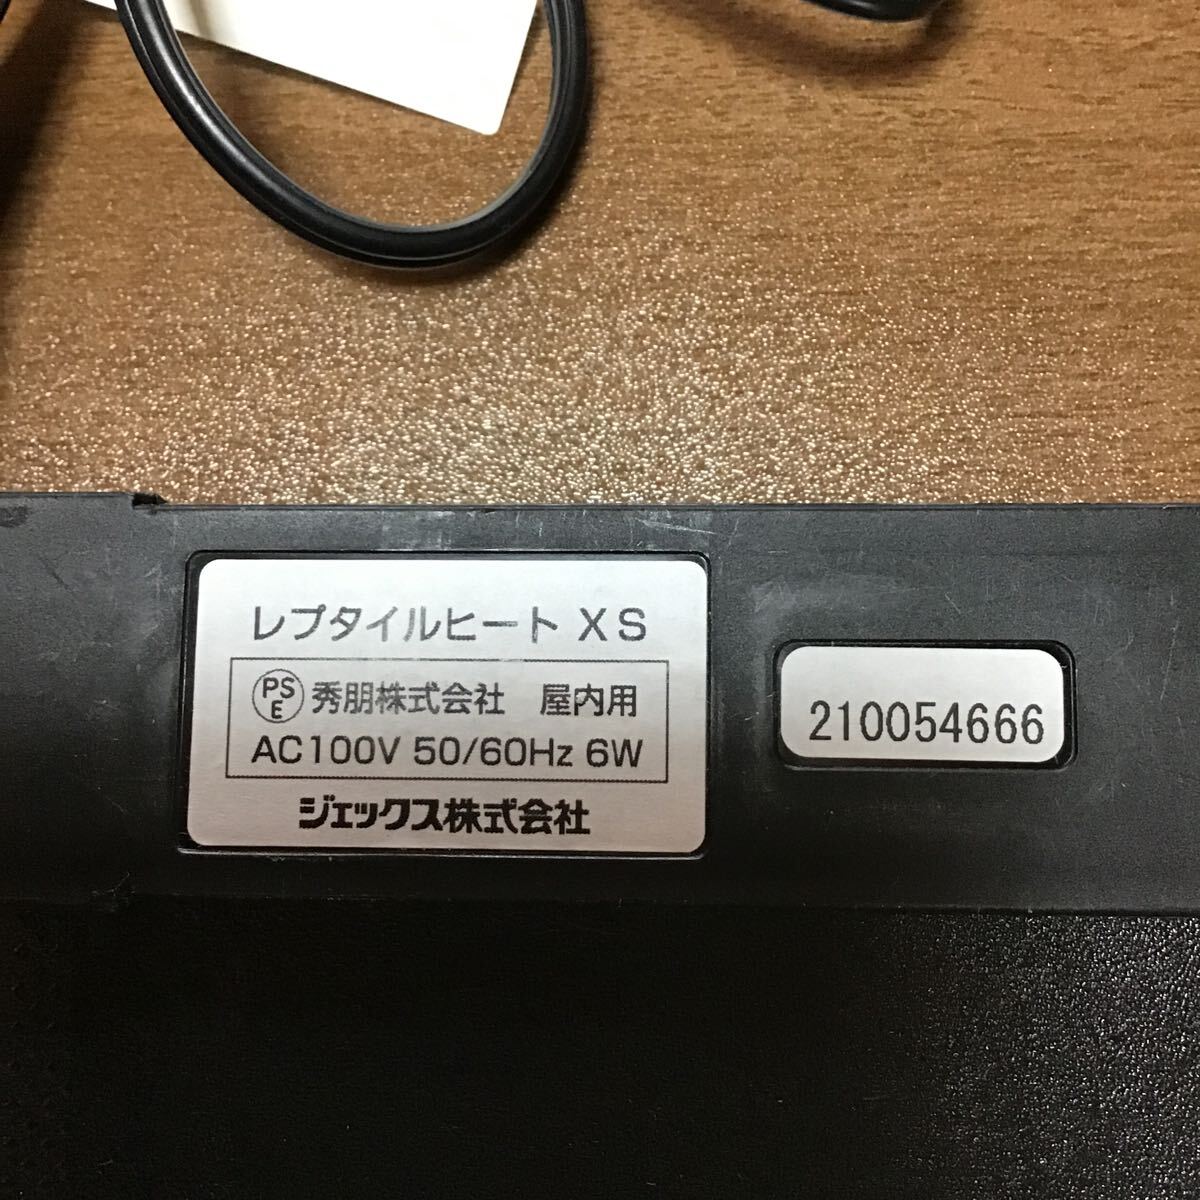 レプタイルヒート XS
PSE 秀朋株式会社 屋内用
AC100V 50/60Hz 6W
ジェックス株式会社
210054666